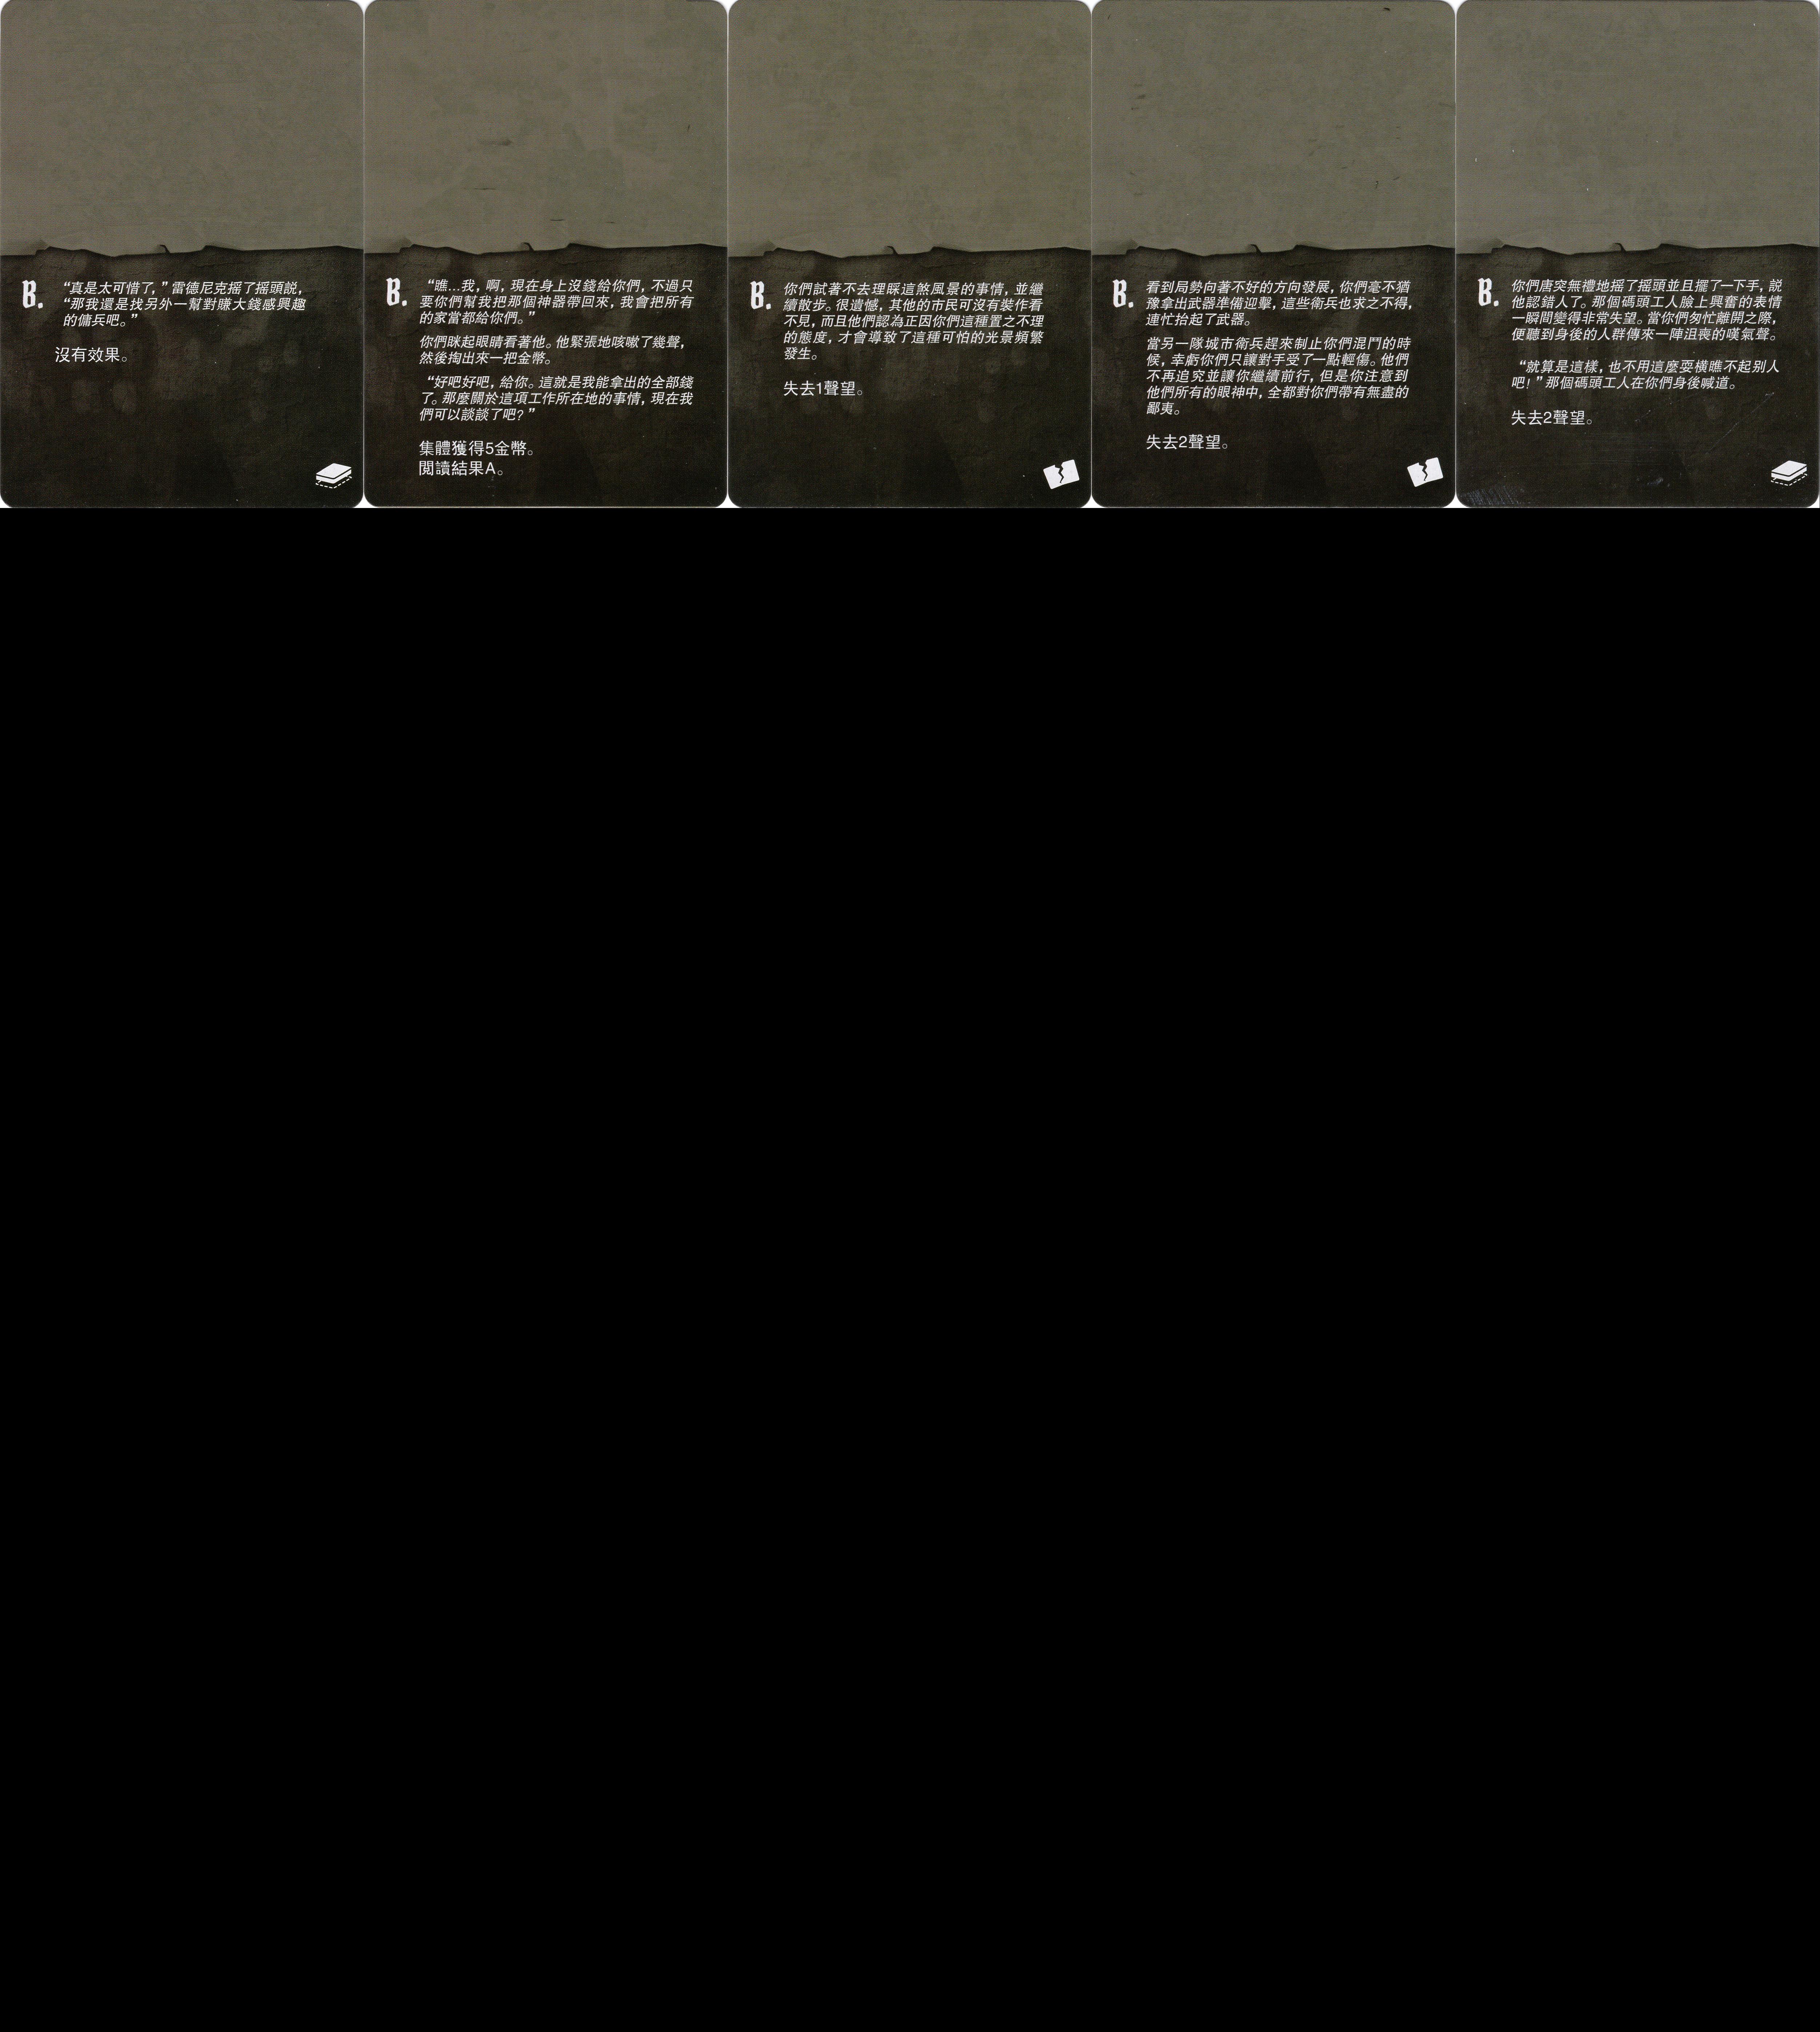 B.
“真是太可惜了，”雷德尼克摇了摇頭説，
“那我還是找另外一幫對賺大錢感興趣
的傭兵吧。”
沒有效果。
B.
“瞧...我，啊，現在身上沒錢給你們，不過只
要你們幫我把那個神器帶回來，我會把所有
的家當都給你們。”
你們眯起眼睛看著他。他緊張地咳嗽了幾聲，
然後掏出來一把金幣。
“好吧好吧，給你。這就是我能拿出的全部錢
了。那麼關於這項工作所在地的事情，現在我
們可以談談了吧？”
集體獲得5金幣。
閱讀結果A。
B.
你們試著不去理睬這煞風景的事情，並繼
續散步。很遺憾，其他的市民可沒有裝作看
不見，而且他們認為正因你們這種置之不理
的態度，才會導致了這種可怕的光景頻繁
發生。
失去1聲望。
B.
看到局勢向著不好的方向發展，你們毫不猶
豫拿出武器準備迎擊，這些衛兵也求之不得，
連忙抬起了武器。
當另一隊城市衛兵趕來制止你們混鬥的時
候，幸虧你們只讓對手受了一點輕傷。他們
不再追究並讓你繼續前行，但是你注意到
他們所有的眼神中，全都對你們帶有無盡的
鄙夷。
失去2聲望。
B.
你們唐突無禮地摇了摇頭並且擺了一下手，説
他認錯人了。那個碼頭工人臉上興奮的表情
一瞬間變得非常失望。當你們匆忙離開之際，
便聽到身後的人群傳來一陣沮喪的嘆氣聲。
“就算是這樣，也不用這麼耍橫瞧不起别人
吧！”那個碼頭工人在你們身後喊道。
失去2聲望。